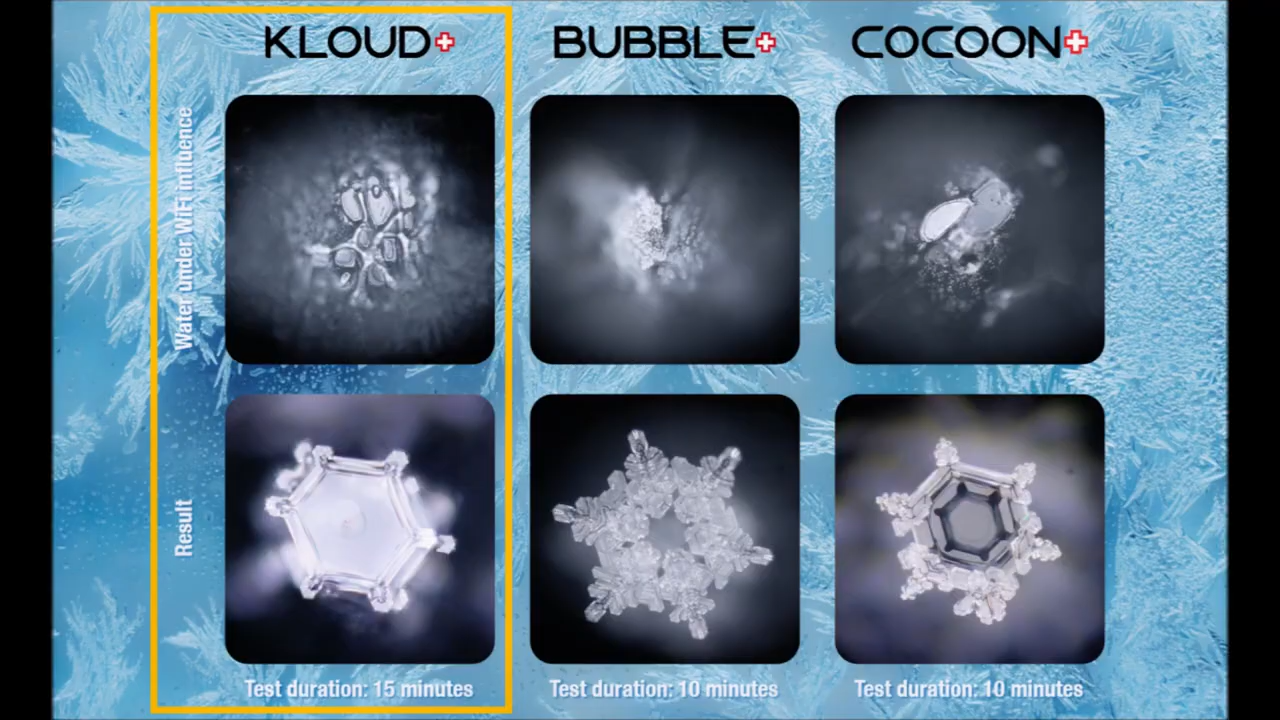 KLOUD
BUBBLE
COCOON
Water under WiFi influence
Result
Test duration: 15 minutes
Test duration: 10 minutes
Test duration: 10 minutes